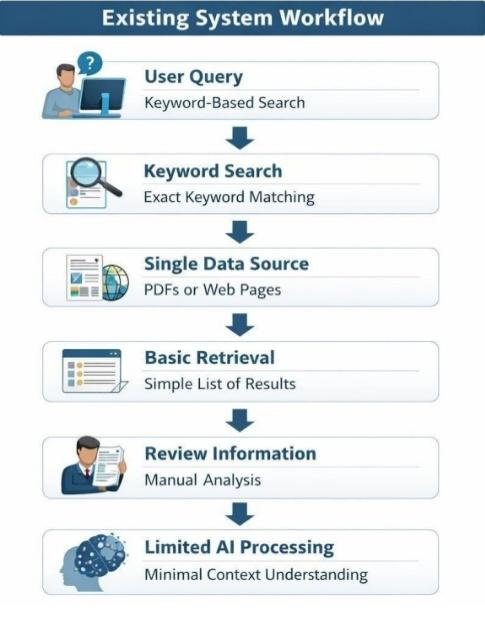 Existing System Workflow
?
User Query
Keyword-Based Search
Keyword Search
Exact Keyword Matching
Single Data Source
PDFs or Web Pages
Basic Retrieval
Simple List of Results
Review Information
Manual Analysis
Limited AI Processing
Minimal Context Understanding